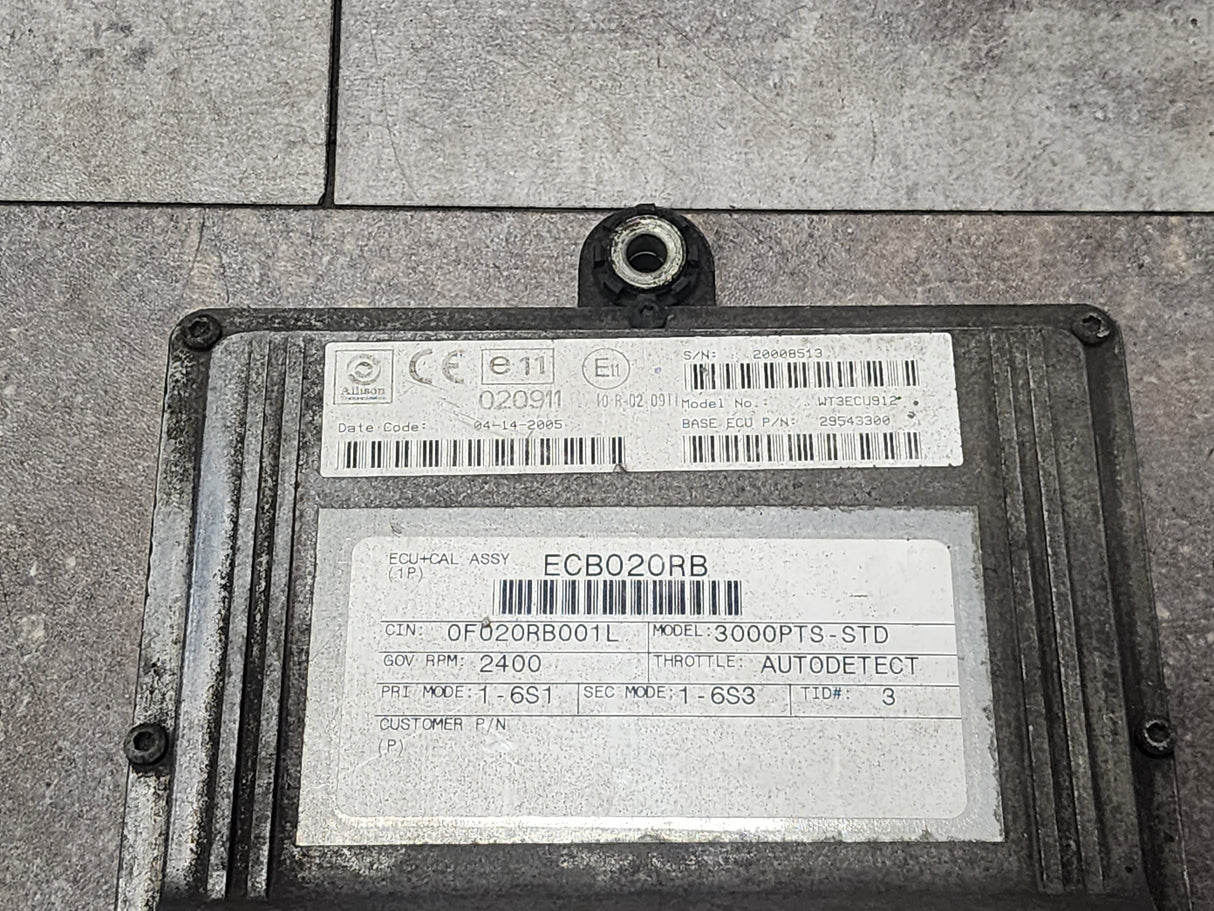 Allison
Transmission
CE e11 E11
020911 10 R-02 0911
S/N: 20008513
Model No.: WT3ECU912
Date Code: 04-14-2005
BASE ECU P/N: 29543300
ECU+CAL ASSY ECB020RB
(1P)
CIN: 0F020RB001L MODEL: 3000PTS-STD
GOV RPM: 2400 THROTTLE: AUTODETECT
PRI MODE: 1-6S1 SEC MODE: 1-6S3 TID#: 3
CUSTOMER P/N
(P)